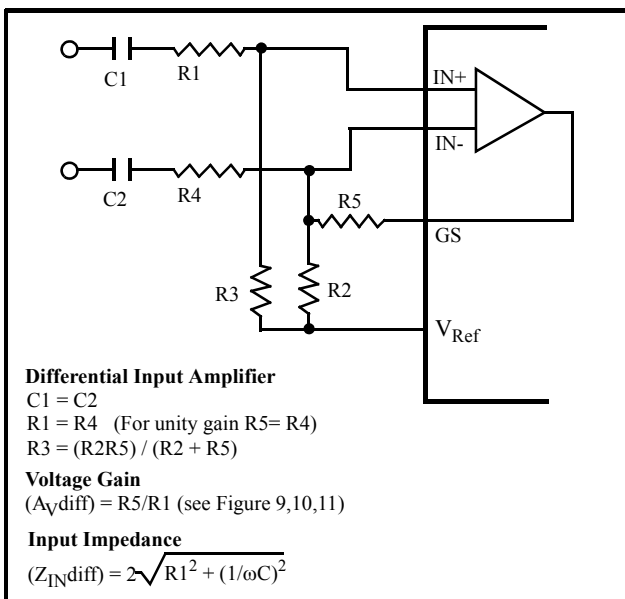 C1
R1
IN+
IN-
C2
R4
R5
GS
R3
R2
VRef
Differential Input Amplifier
C1 = C2
R1 = R4 (For unity gain R5= R4)
R3 = (R2R5) / (R2 + R5)
Voltage Gain
(AVdiff) = R5/R1 (see Figure 9,10,11)
Input Impedance
(ZINdiff) = 2√R1² + (1/ωC)²